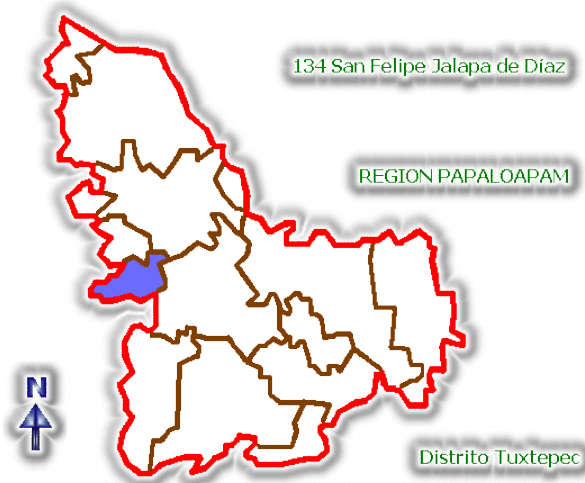 134 San Felipe Jalapa de Díaz
REGION PAPALOAPAM
N
Distrito Tuxtepec